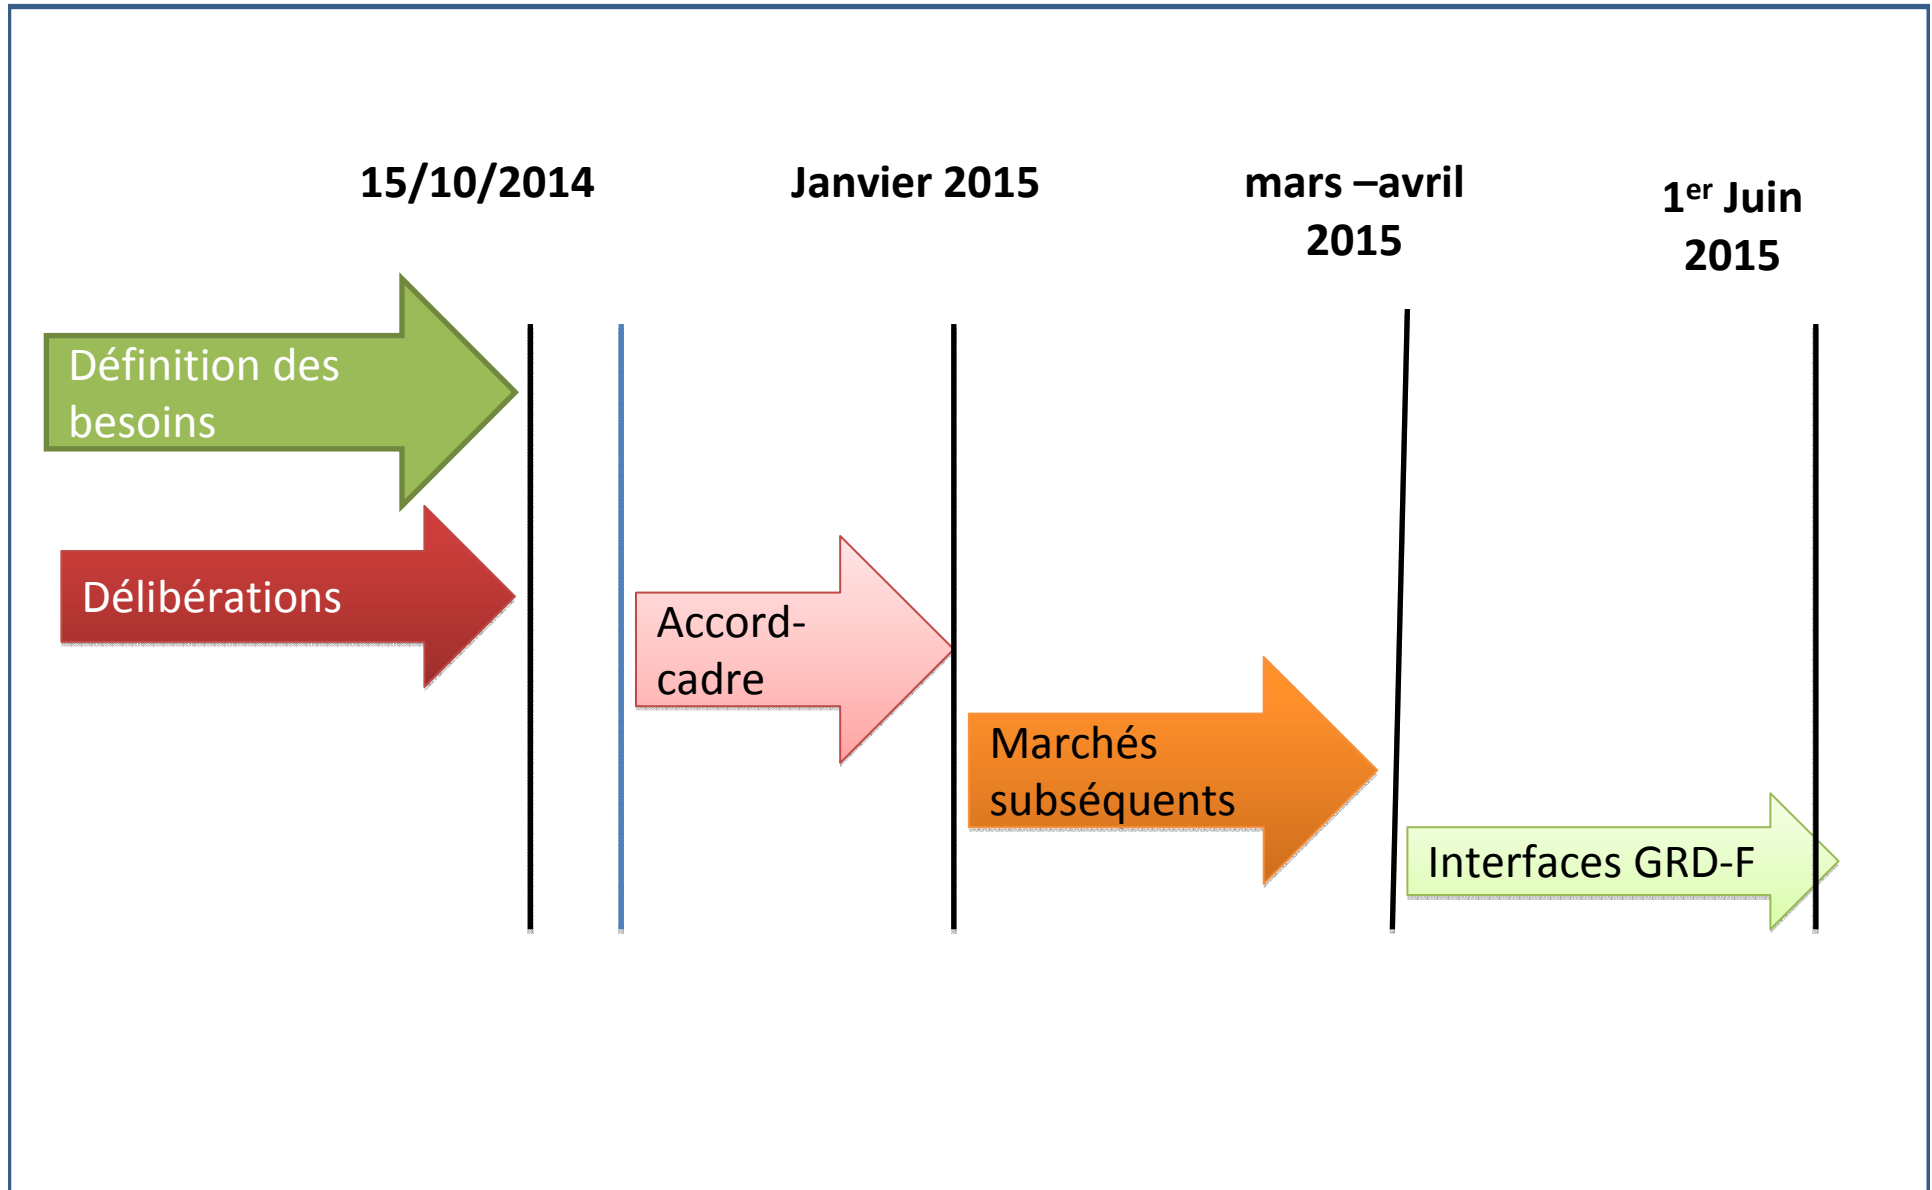 15/10/2014
Janvier 2015
mars –avril
2015
1er Juin
2015
Définition des
besoins
Délibérations
Accord-
cadre
Marchés
subséquents
Interfaces GRD-F